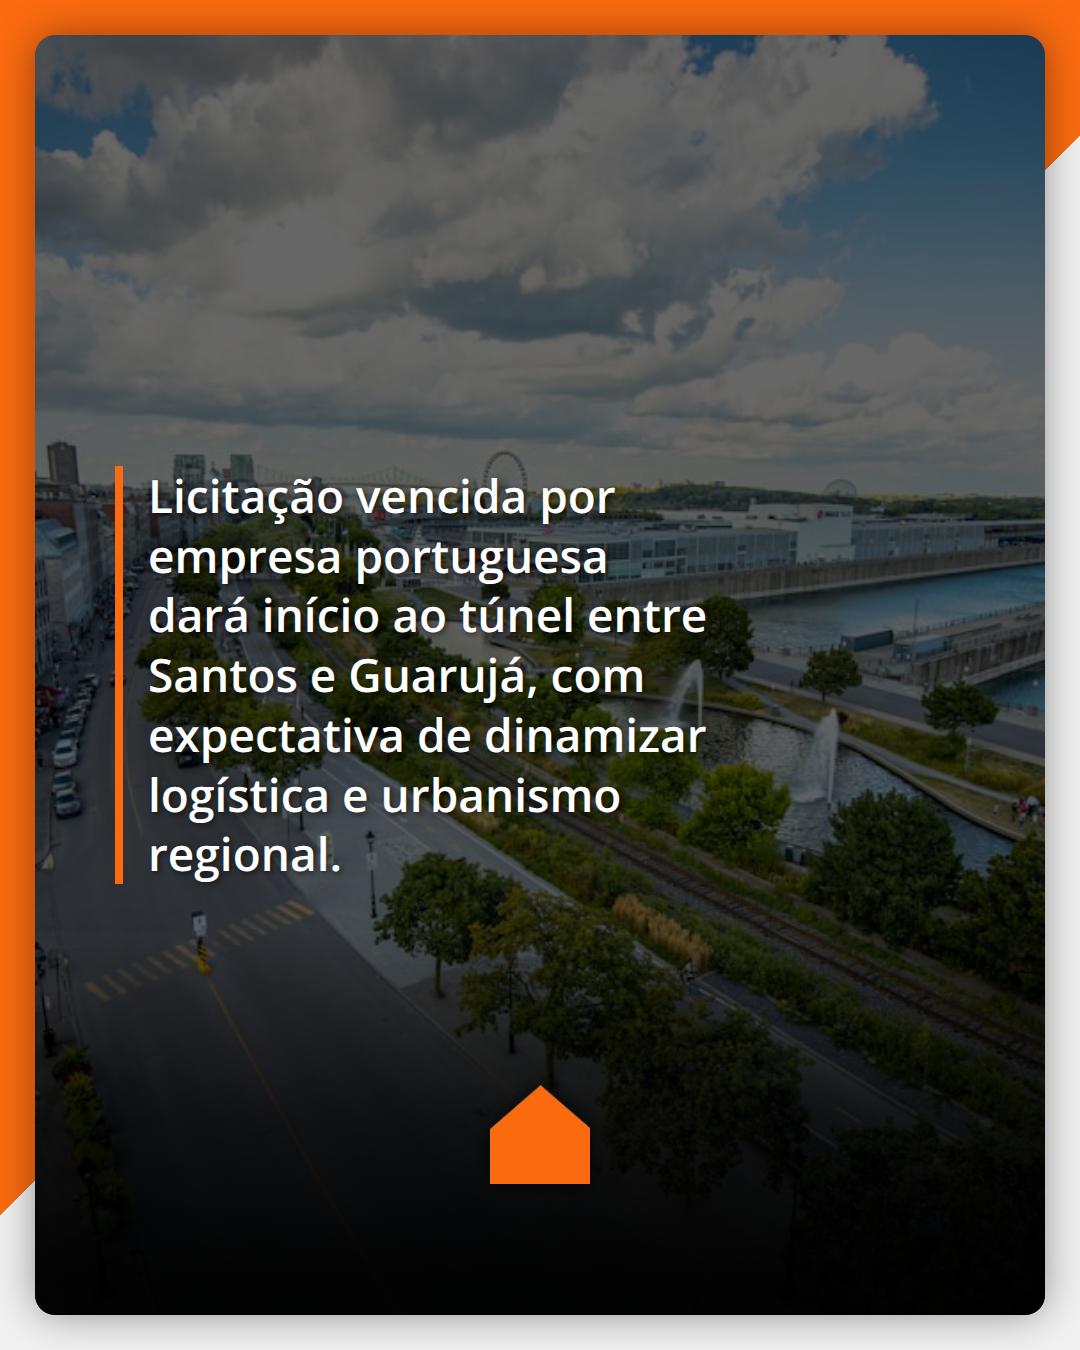 Licitação vencida por
empresa portuguesa
dará início ao túnel entre
Santos e Guarujá, com
expectativa de dinamizar
logística e urbanismo
regional.